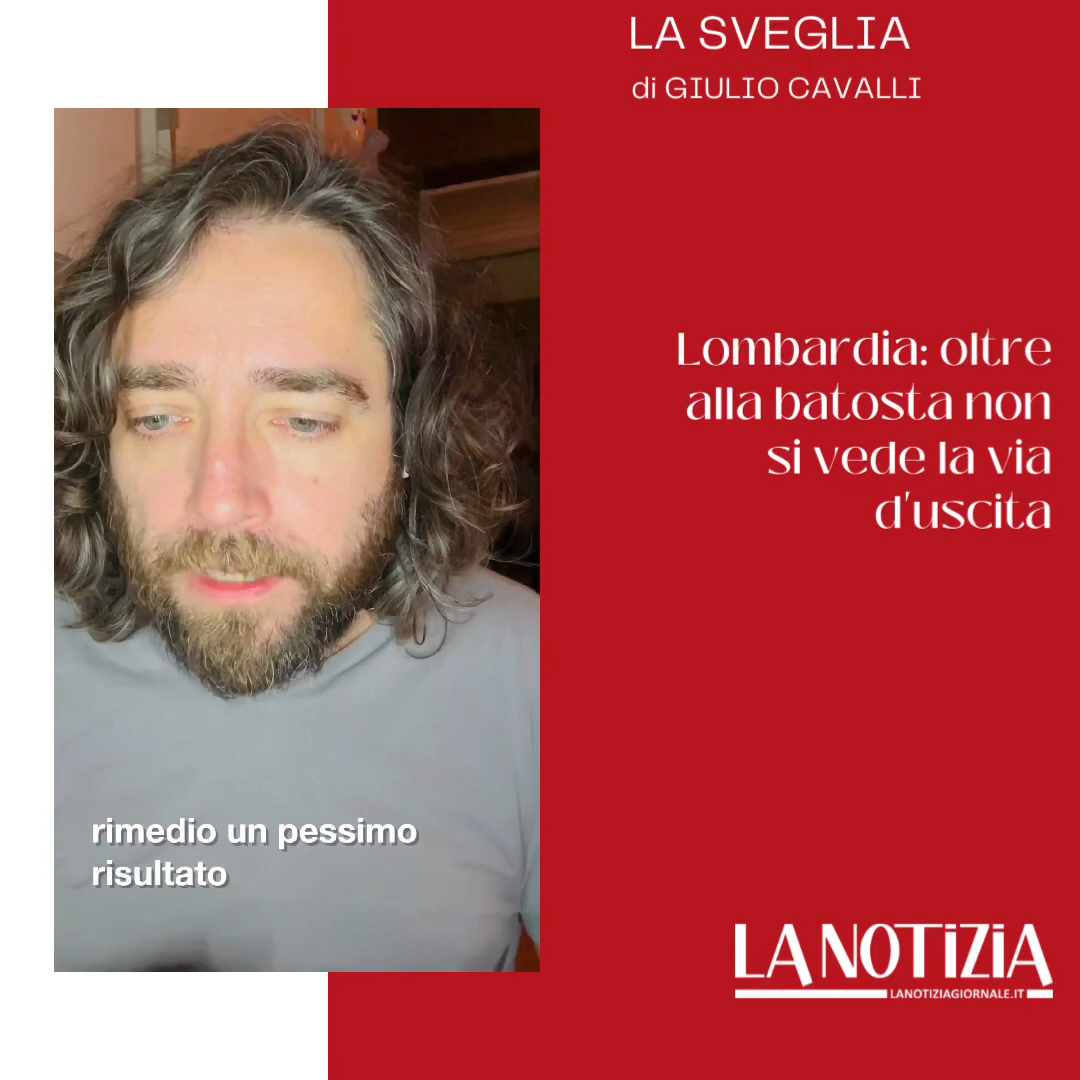 LA SVEGLIA
di GIULIO CAVALLI
Lombardia: oltre
alla batosta non
si vede la via
d'uscita
rimedio un pessimo
risultato
LA NOTiZiA
LANOTIZIAGIORNALE.IT